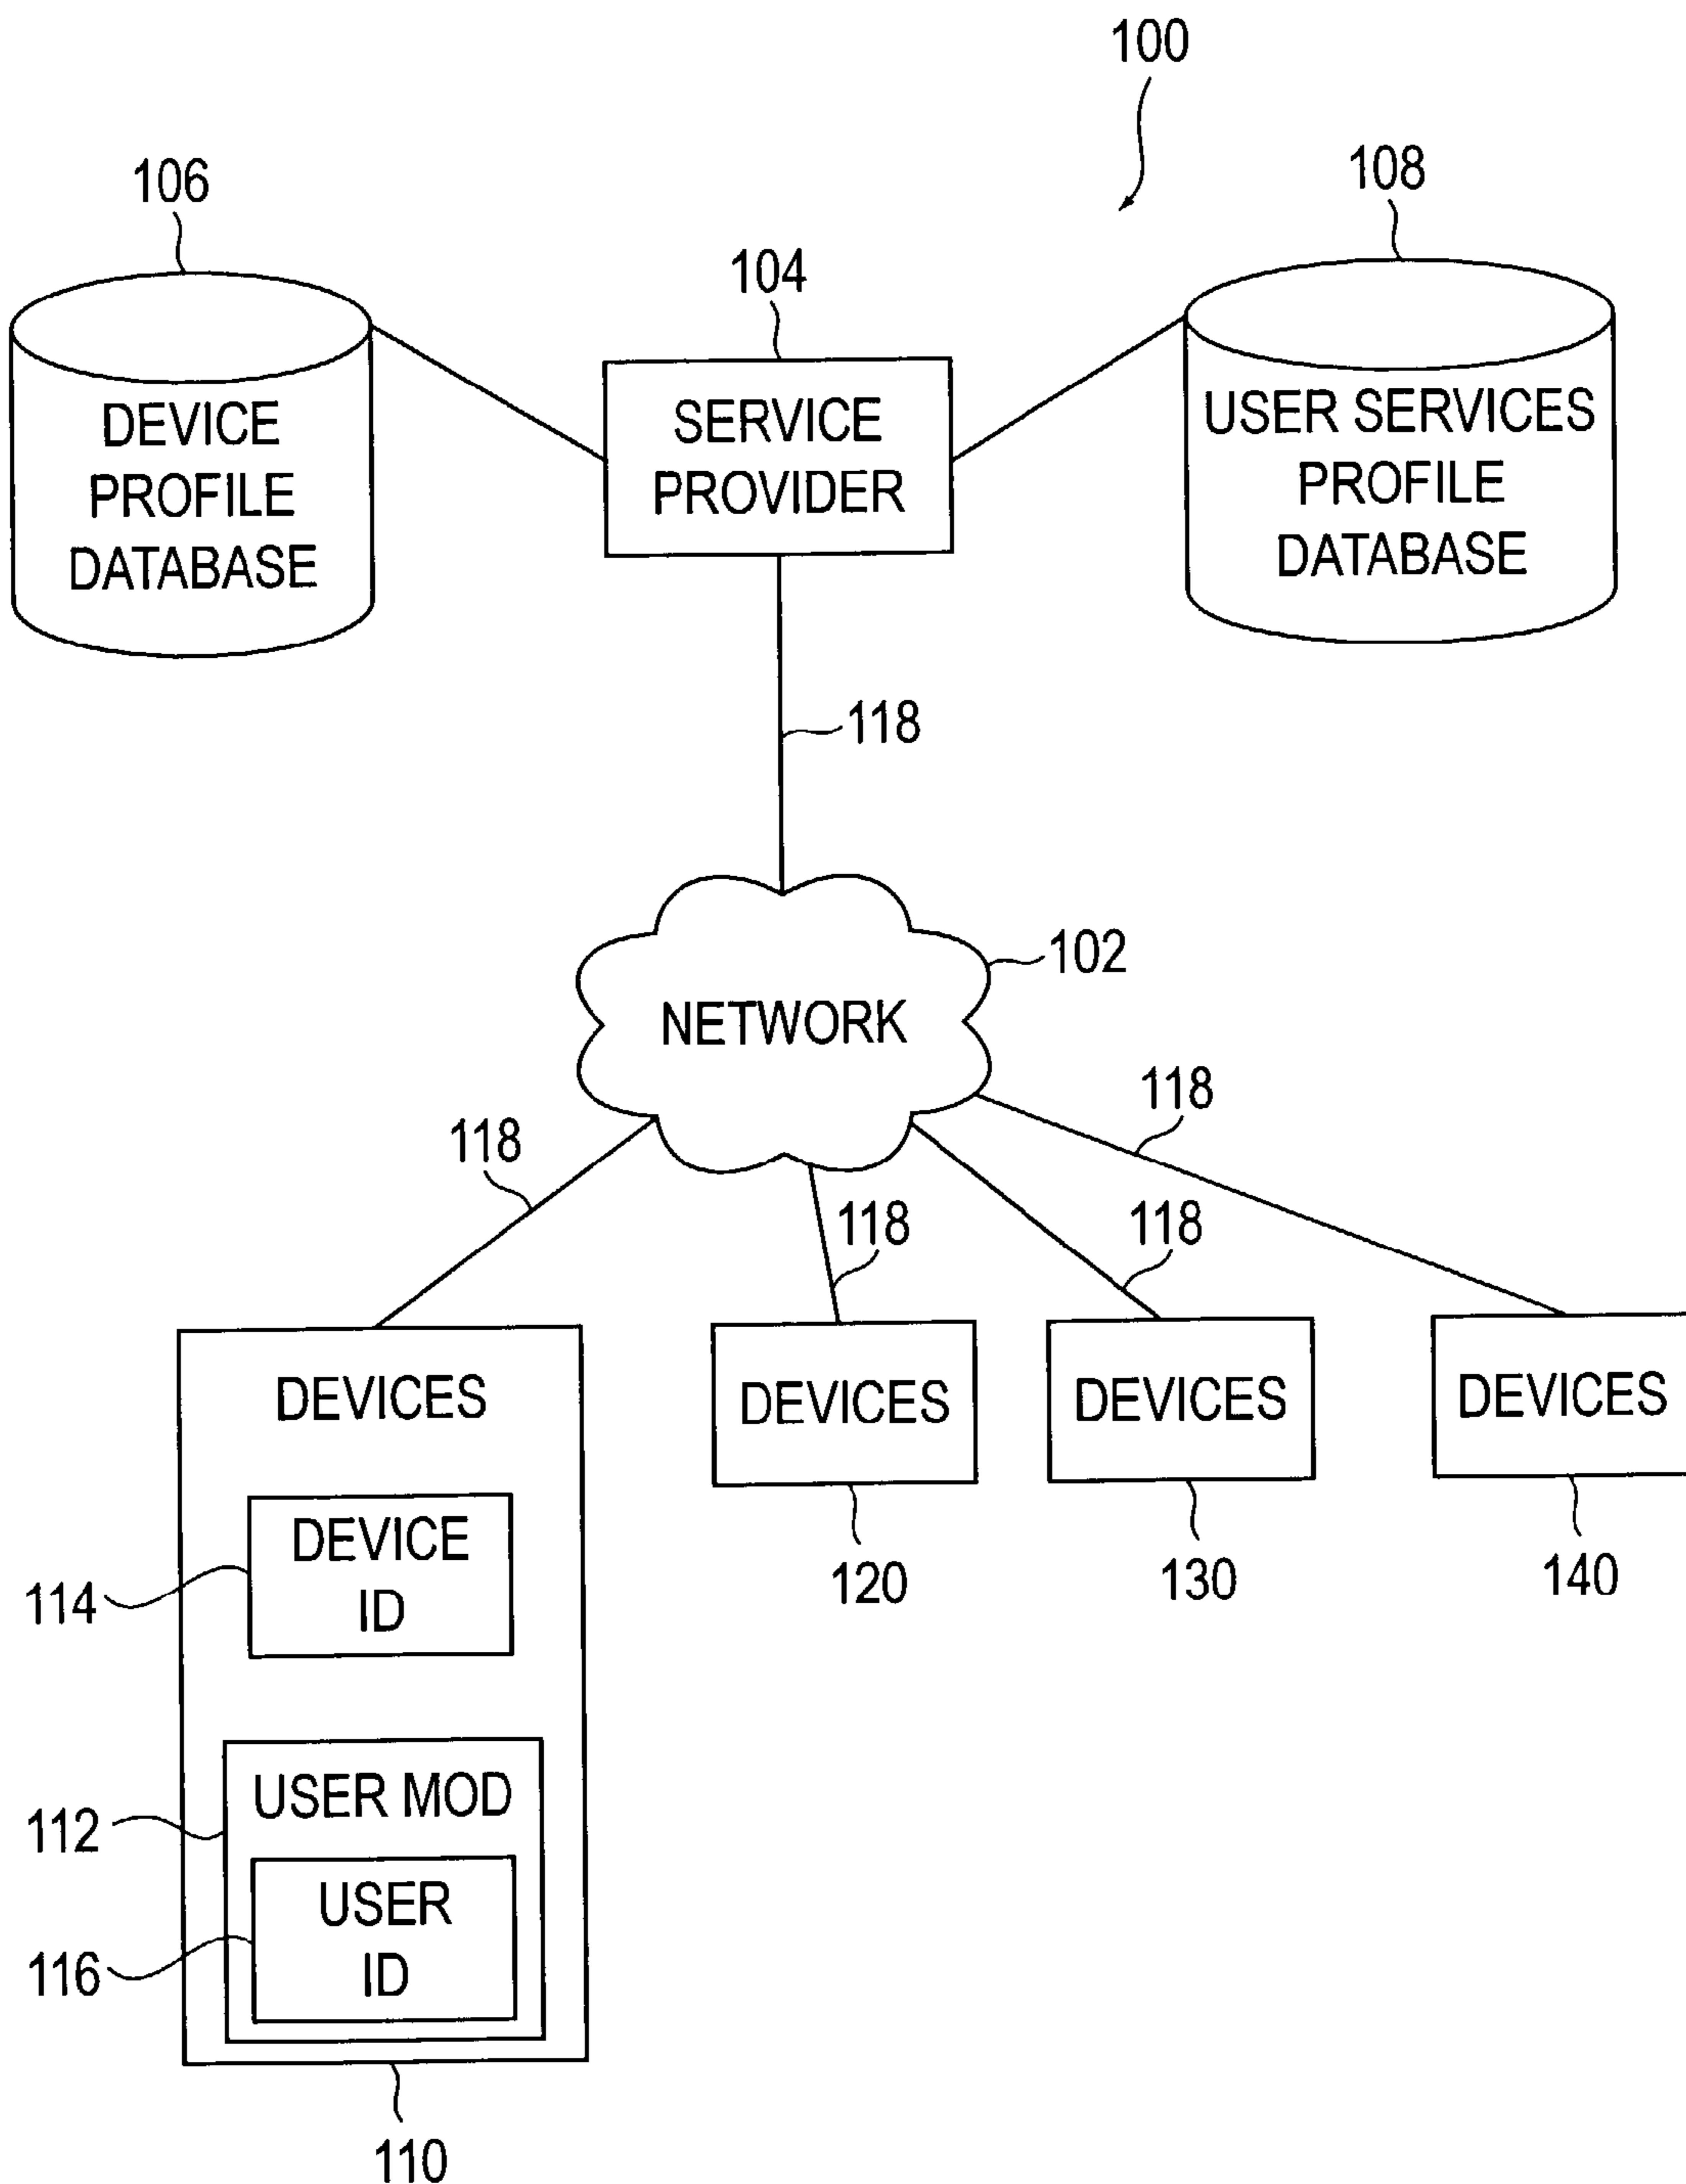 100
106
108
104
DEVICE
PROFILE
DATABASE
SERVICE
PROVIDER
USER SERVICES
PROFILE
DATABASE
118
102
NETWORK
118
118
118
118
DEVICES
DEVICES
DEVICES
DEVICES
DEVICE
ID
114
120
130
140
USER MOD
112
USER
ID
116
110